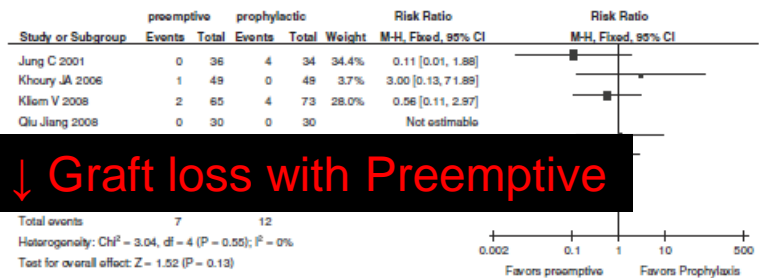 preemptive prophylactic Risk Ratio Risk Ratio
Study or Subgroup Events Total Events Total Weight M-H, Fixed, 95% CI M-H, Fixed, 95% CI
Jung C 2001 0 36 4 34 34.4% 0.11 [0.01, 1.88]
Khoury JA 2006 1 49 0 49 3.7% 3.00 [0.13, 71.89]
Kliem V 2008 2 65 4 73 28.0% 0.56 [0.11, 2.97]
Qiu Jiang 2008 0 30 0 30 Not estimable
↓ Graft loss with Preemptive
Total events 7 12
Heterogeneity: Chi² = 3.04, df = 4 (P = 0.55); I² = 0%
Test for overall effect: Z = 1.52 (P = 0.13)
0.002 0.1 1 10 500
Favors preemptive Favors Prophylaxis